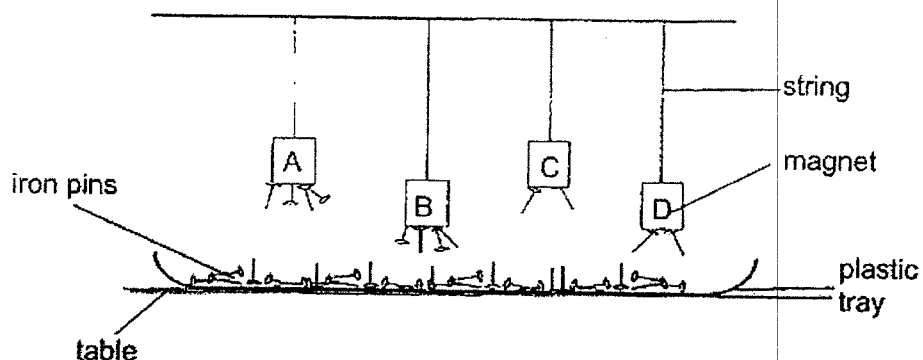 string
A
C
magnet
iron pins
B
D
plastic
tray
table